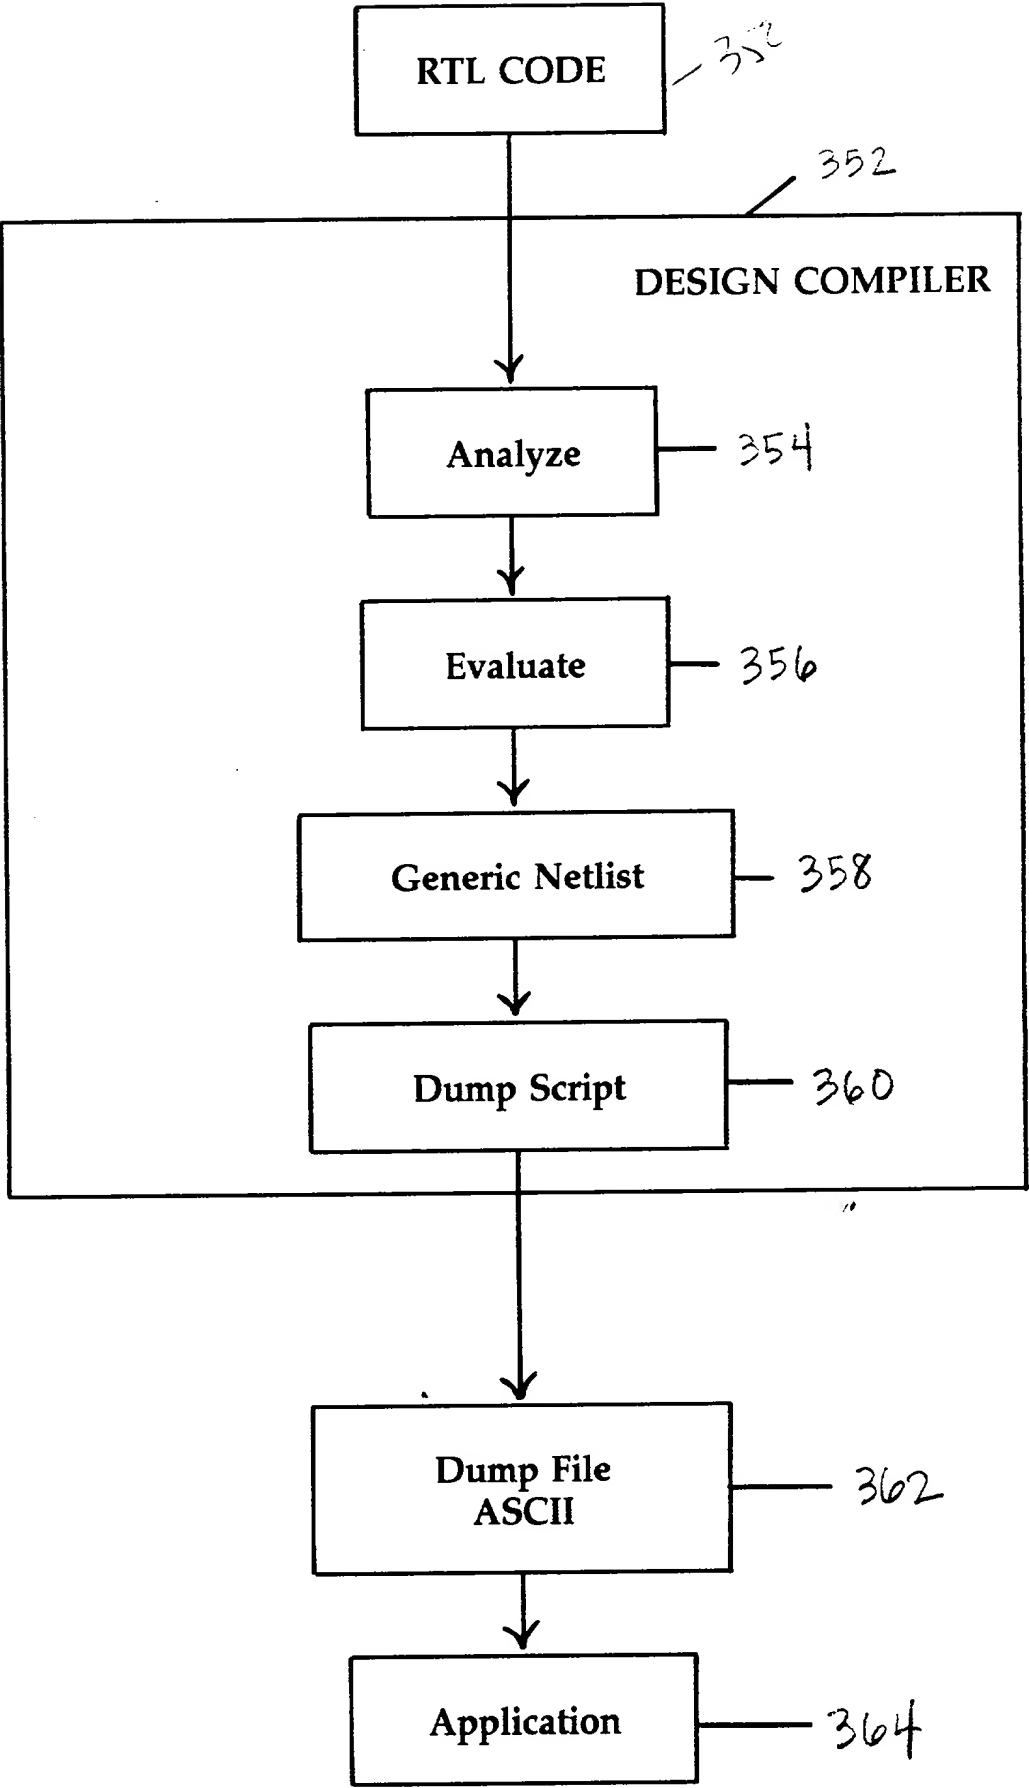 RTL CODE
352
DESIGN COMPILER
Analyze
354
Evaluate
356
Generic Netlist
358
Dump Script
360
Dump File
ASCII
362
Application
364